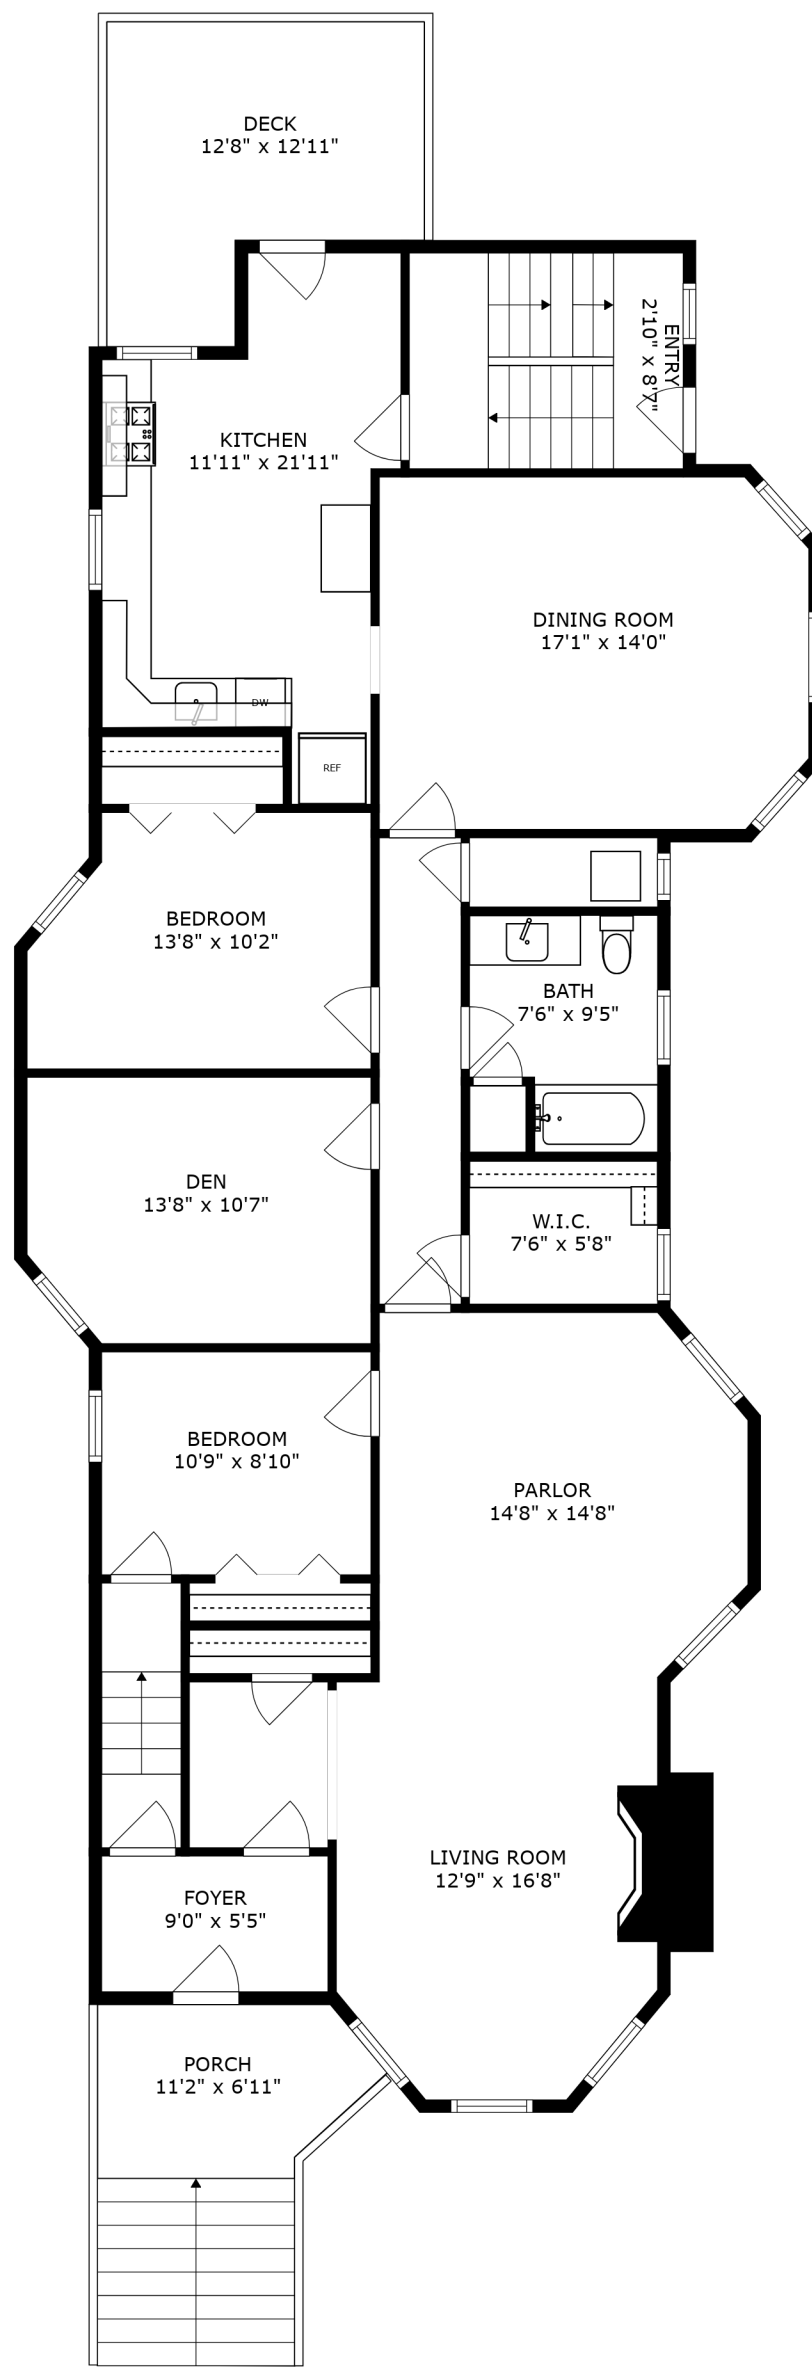 DECK
12'8" x 12'11"
ENTRY
2'10" x 8'7"
KITCHEN
11'11" x 21'11"
DINING ROOM
17'1" x 14'0"
DW
REF
BEDROOM
13'8" x 10'2"
BATH
7'6" x 9'5"
DEN
13'8" x 10'7"
W.I.C.
7'6" x 5'8"
BEDROOM
10'9" x 8'10"
PARLOR
14'8" x 14'8"
LIVING ROOM
12'9" x 16'8"
FOYER
9'0" x 5'5"
PORCH
11'2" x 6'11"